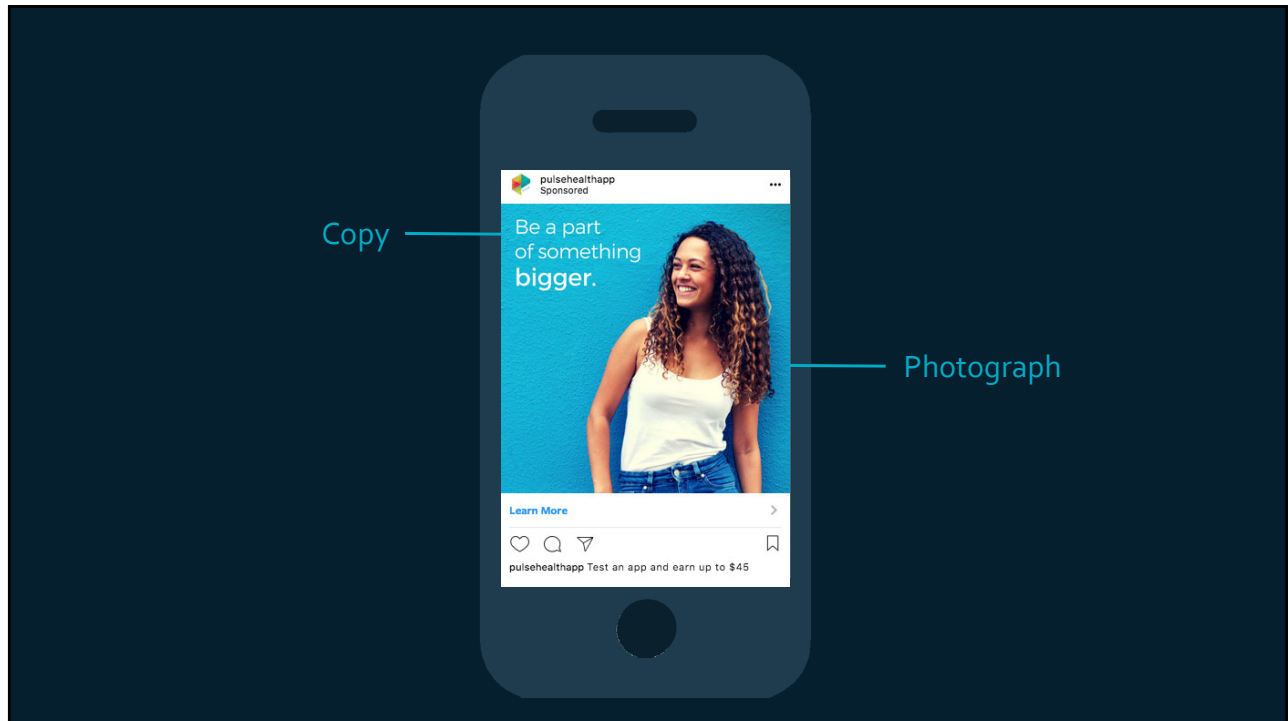 pulsehealthapp
Sponsored
Copy
Be a part
of something
bigger.
Photograph
Learn More
pulsehealthapp Test an app and earn up to $45